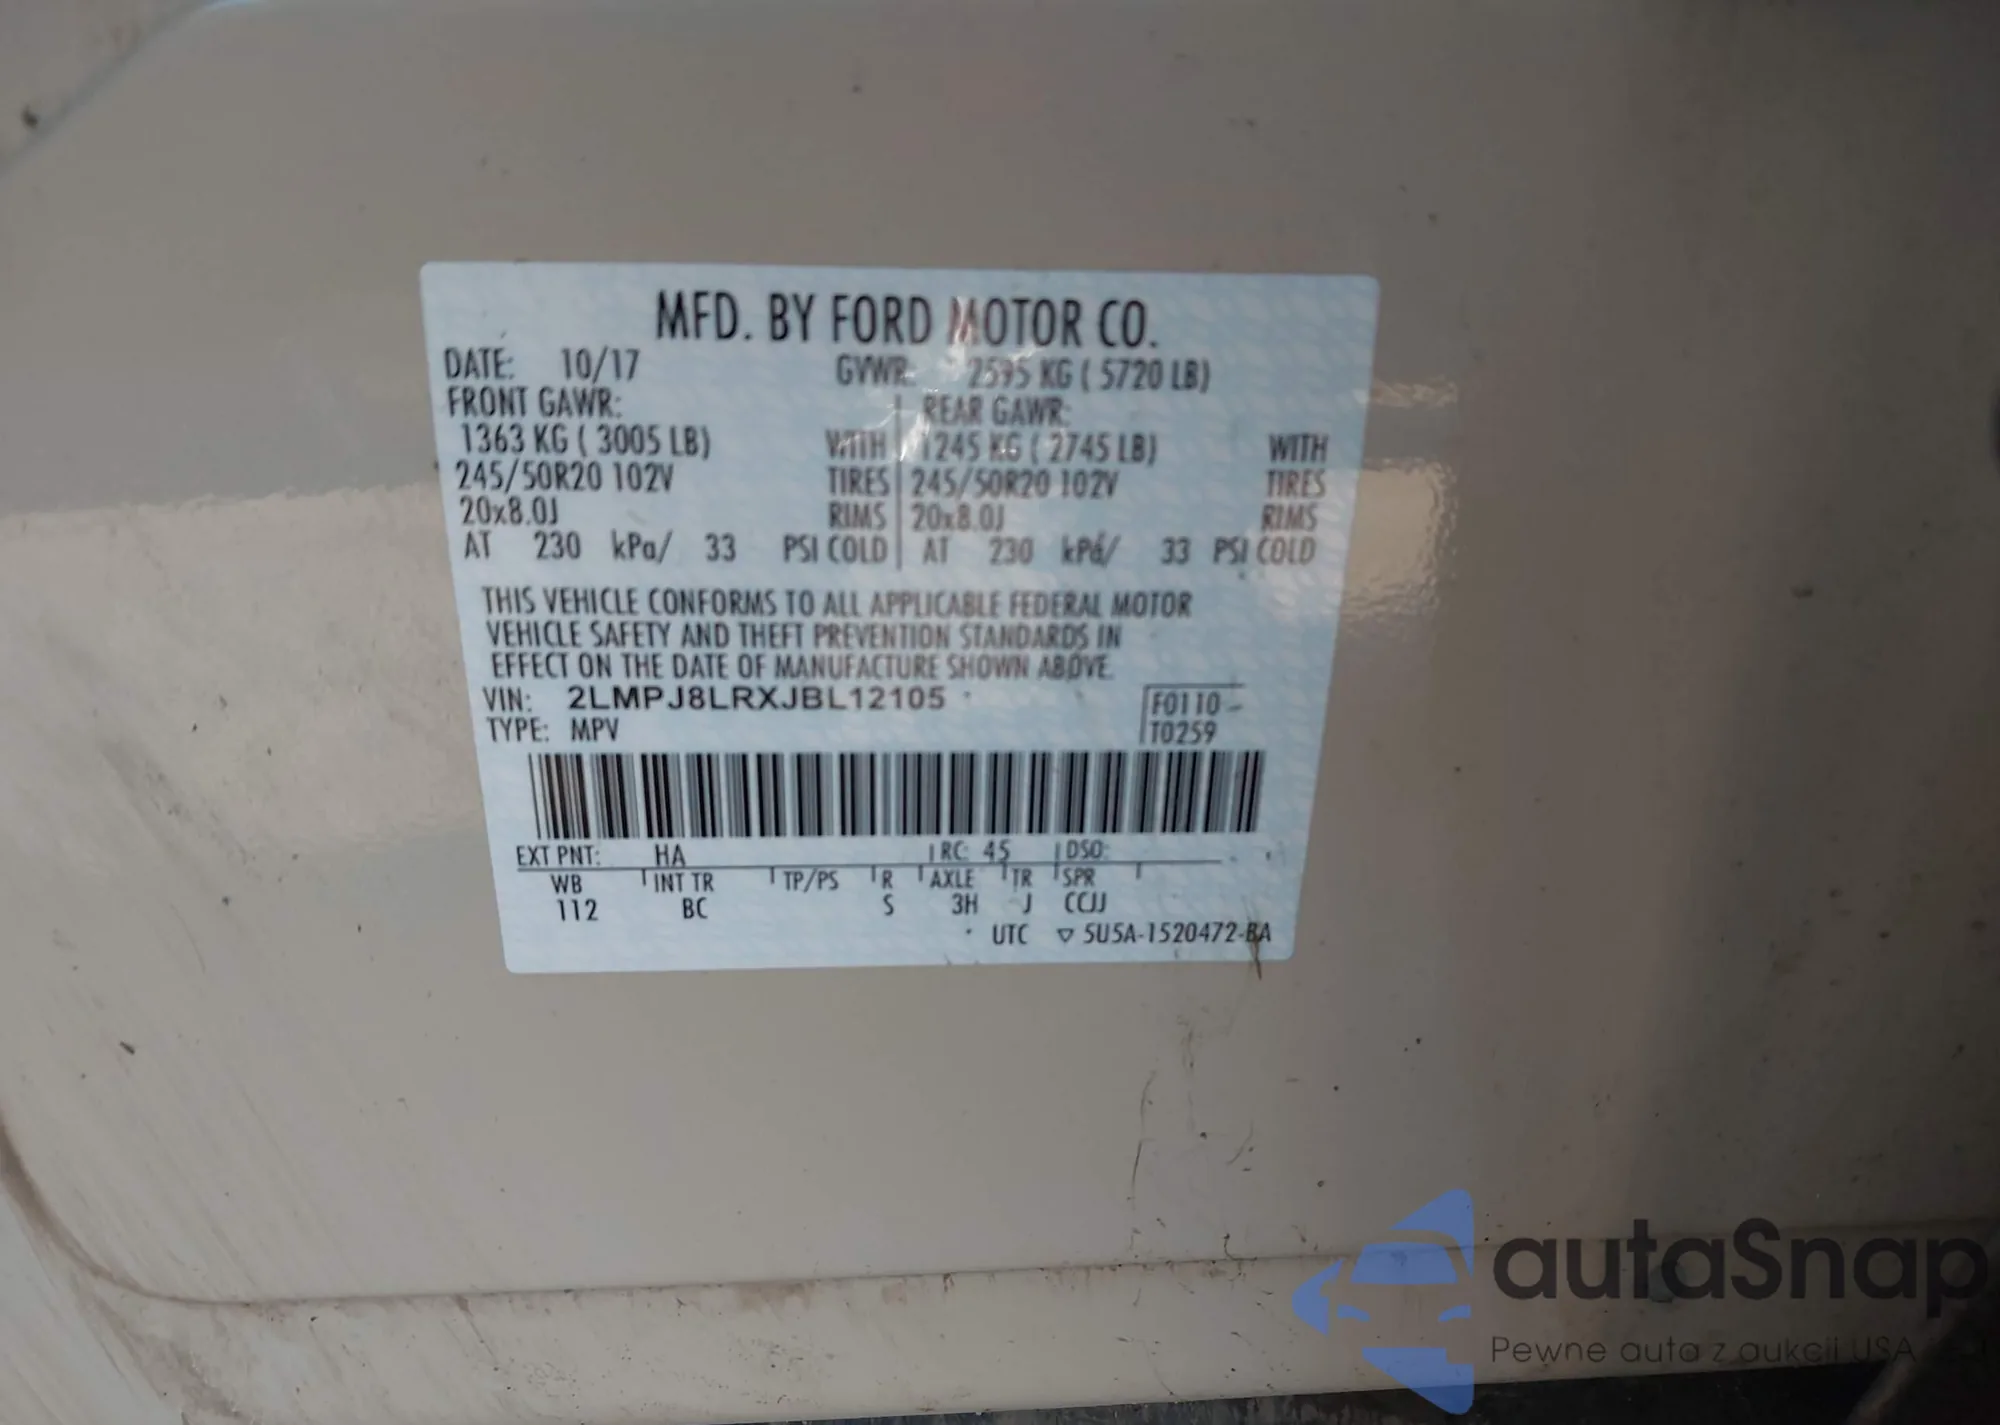 MFD. BY FORD MOTOR CO.
DATE: 10/17 GVWR: 2595 KG ( 5720 LB)
FRONT GAWR: REAR GAWR:
1363 KG ( 3005 LB) WITH 1245 KG ( 2745 LB) WITH
245/50R20 102V TIRES 245/50R20 102V TIRES
20x8.0J RIMS 20x8.0J RIMS
AT 230 kPa/ 33 PSI COLD AT 230 kPa/ 33 PSI COLD
THIS VEHICLE CONFORMS TO ALL APPLICABLE FEDERAL MOTOR
VEHICLE SAFETY AND THEFT PREVENTION STANDARDS IN
EFFECT ON THE DATE OF MANUFACTURE SHOWN ABOVE.
VIN: 2LMPJ8LRXJBL12105 F0110
TYPE: MPV T0259
EXT PNT: HA RC: 45 DSO:
WB INT TR TP/PS R AXLE TR SPR
112 BC S 3H J CCJJ
UTC ▽ 5U5A-1520472-BA
autaSnap
Pewne auta z aukcji USA